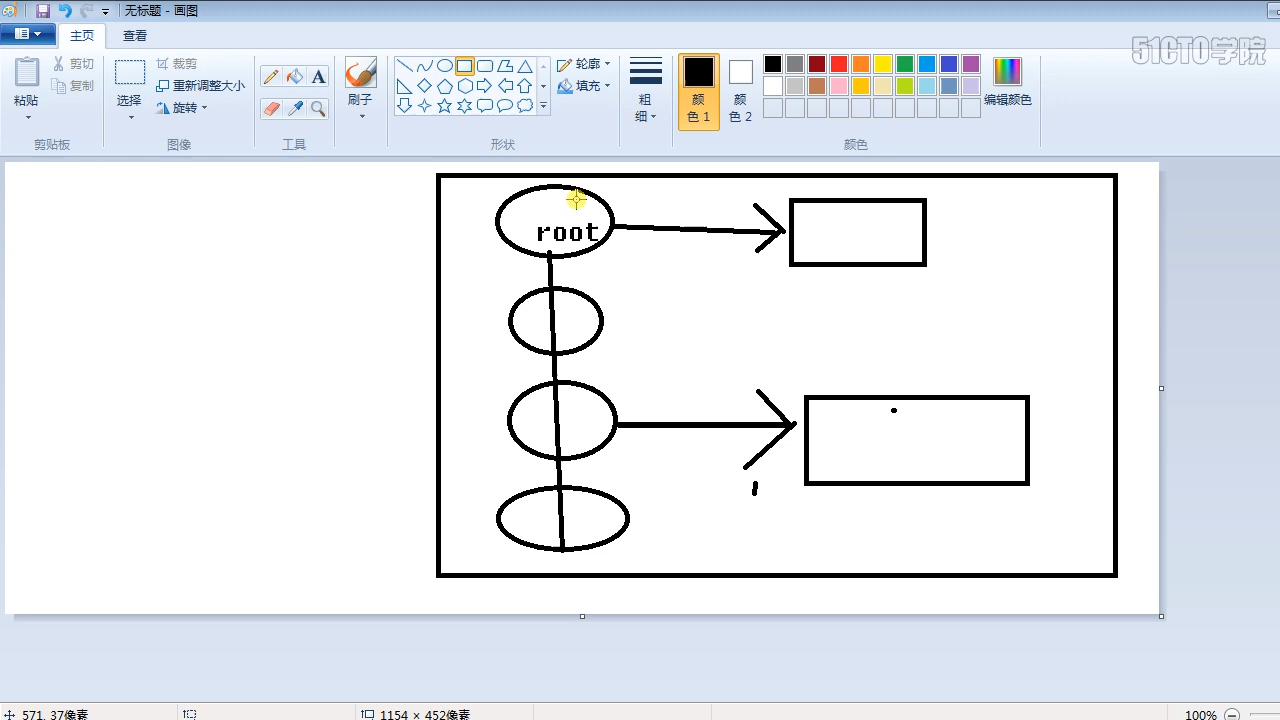 无标题 - 画图
主页 查看
51CTO学院
粘贴 剪切 复制
选择 裁剪 重新调整大小 旋转
A
刷子
轮廓 填充
粗细
颜色 1
颜色 2
编辑颜色
剪贴板 图像 工具 形状 颜色
root
571, 37像素 1154 × 452像素 100%